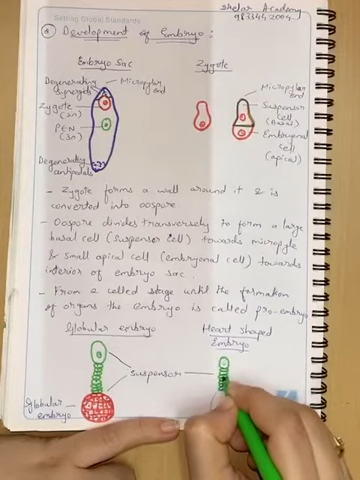 Setting Global Standards
Shelar Academy
9833442004
Development of Embryo:
Embryo Sac
Zygote
Degenerating synergids
Micropylar end
Zygote (2n)
PEN (3n)
Degenerating antipodals
Micropylar end
Suspensor cell (Basal)
Embryonal cell (apical)
- Zygote forms a wall around it & is
converted into oospore
- Oospore divides transversely to form a large
basal cell (suspensor cell) towards micropyle
& small apical cell (embryonal cell) towards
interior of embryo sac.
- From 2 celled stage until the formation
of organs the embryo is called pro-embryo
Globular embryo
Heart shaped Embryo
Suspensor
Globular embryo